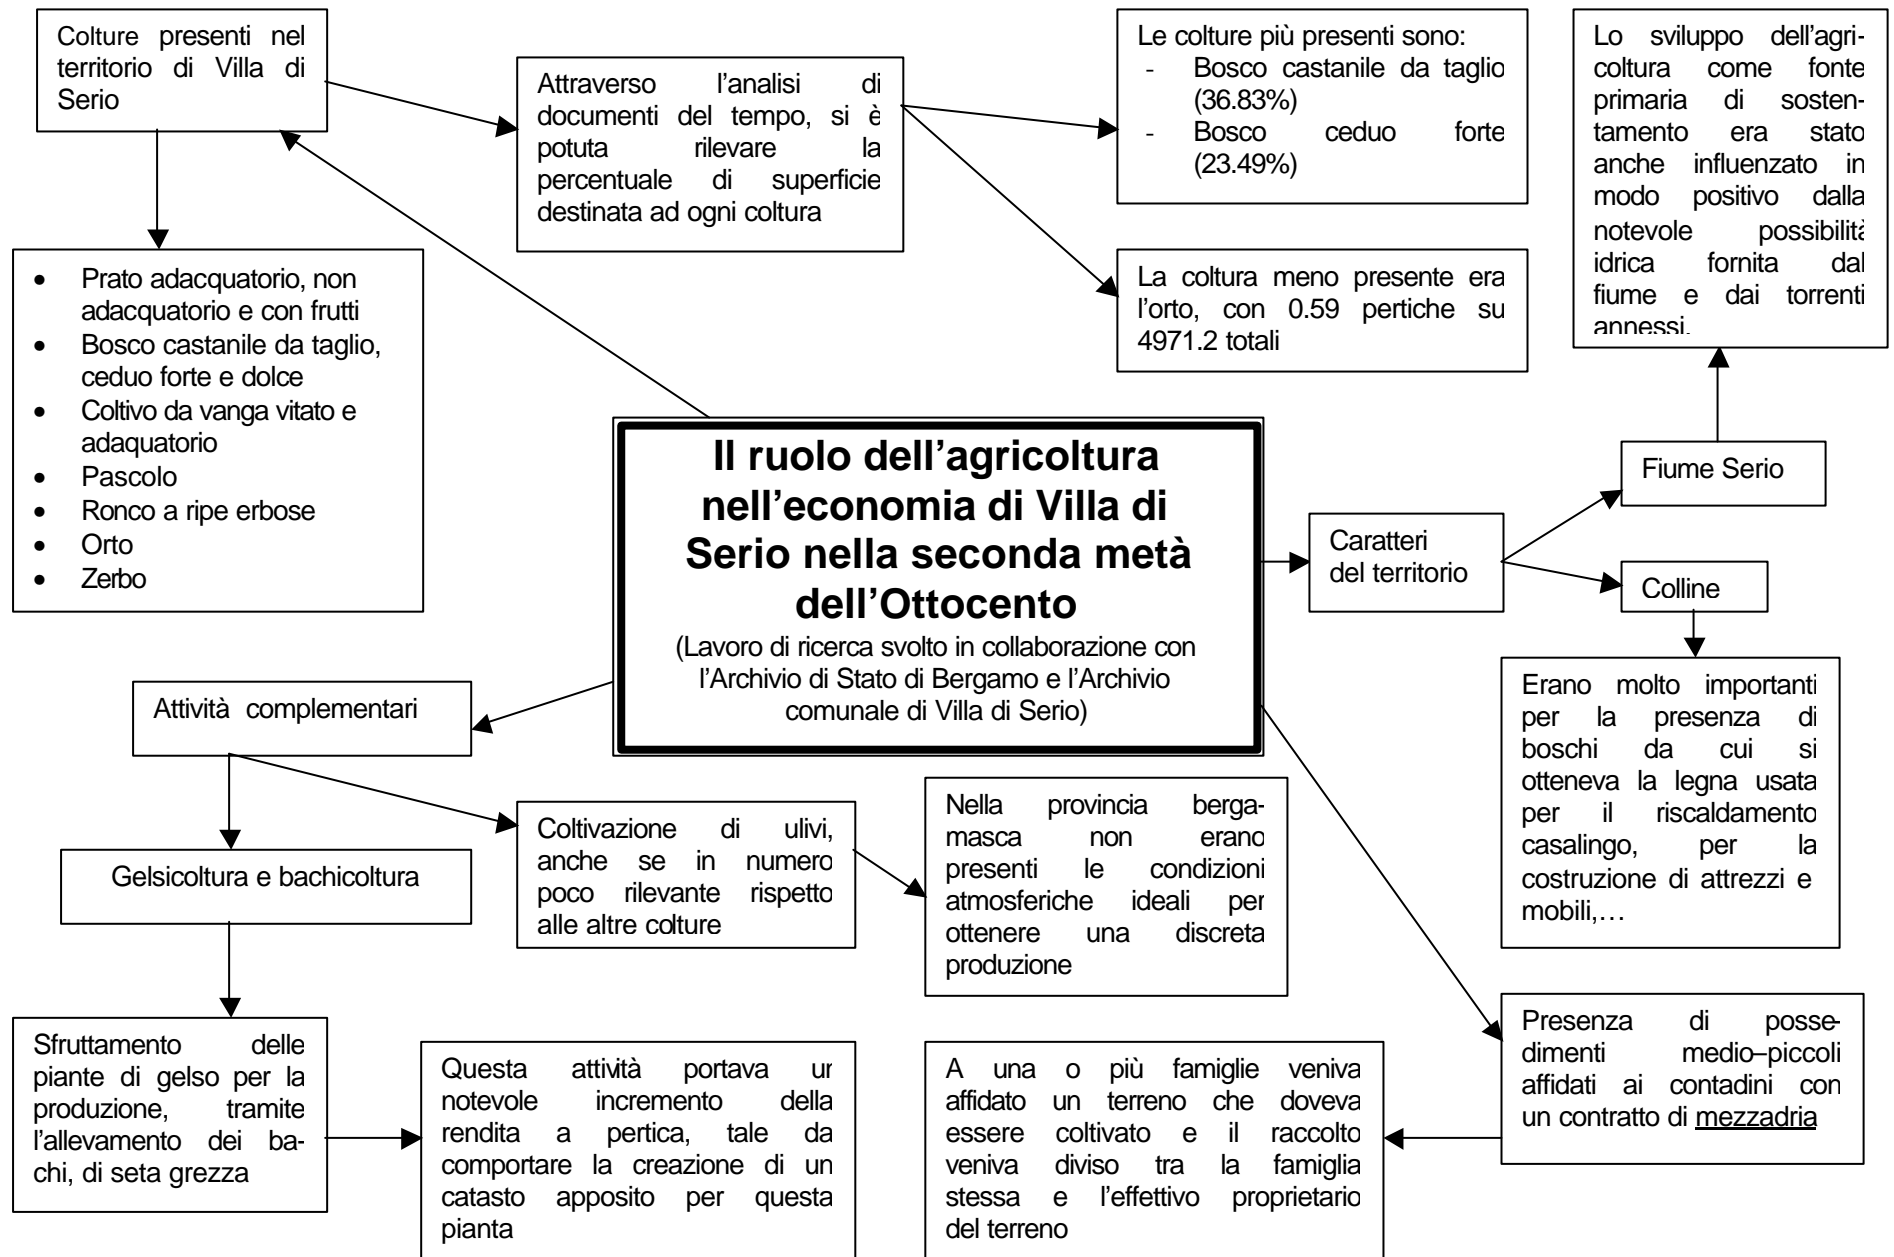 Colture presenti nel
territorio di Villa di
Serio
Attraverso l'analisi di
documenti del tempo, si è
potuta rilevare la
percentuale di superficie
destinata ad ogni coltura
Le colture più presenti sono:
- Bosco castanile da taglio
(36.83%)
- Bosco ceduo forte
(23.49%)
La coltura meno presente era
l'orto, con 0.59 pertiche su
4971.2 totali
Lo sviluppo dell'agri-
coltura come fonte
primaria di sosten-
tamento era stato
anche influenzato in
modo positivo dalla
notevole possibilità
idrica fornita dal
fiume e dai torrenti
annessi.
• Prato adacquatorio, non
adacquatorio e con frutti
• Bosco castanile da taglio,
ceduo forte e dolce
• Coltivo da vanga vitato e
adaquatorio
• Pascolo
• Ronco a ripe erbose
• Orto
• Zerbo
Il ruolo dell'agricoltura
nell'economia di Villa di
Serio nella seconda metà
dell'Ottocento
(Lavoro di ricerca svolto in collaborazione con
l'Archivio di Stato di Bergamo e l'Archivio
comunale di Villa di Serio)
Caratteri
del territorio
Fiume Serio
Colline
Erano molto importanti
per la presenza di
boschi da cui si
otteneva la legna usata
per il riscaldamento
casalingo, per la
costruzione di attrezzi e
mobili,…
Attività complementari
Gelsicoltura e bachicoltura
Coltivazione di ulivi,
anche se in numero
poco rilevante rispetto
alle altre colture
Nella provincia berga-
masca non erano
presenti le condizioni
atmosferiche ideali per
ottenere una discreta
produzione
Sfruttamento delle
piante di gelso per la
produzione, tramite
l'allevamento dei ba-
chi, di seta grezza
Questa attività portava un
notevole incremento della
rendita a pertica, tale da
comportare la creazione di un
catasto apposito per questa
pianta
A una o più famiglie veniva
affidato un terreno che doveva
essere coltivato e il raccolto
veniva diviso tra la famiglia
stessa e l'effettivo proprietario
del terreno
Presenza di posse-
dimenti medio–piccoli
affidati ai contadini con
un contratto di mezzadria